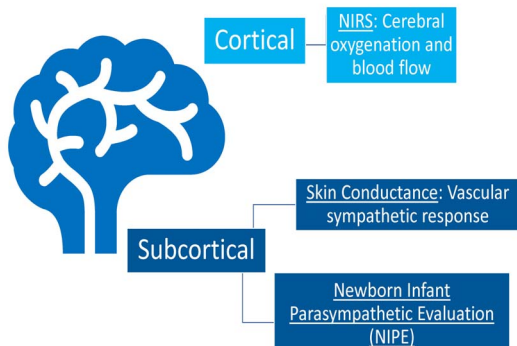 Cortical
NIRS: Cerebral
oxygenation and
blood flow
Skin Conductance: Vascular
sympathetic response
Subcortical
Newborn Infant
Parasympathetic Evaluation
(NIPE)